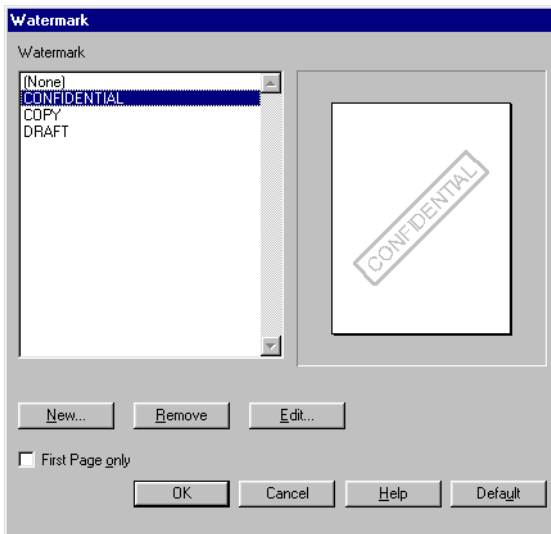 Watermark
Watermark
(None)
CONFIDENTIAL
COPY
DRAFT
CONFIDENTIAL
New... Remove Edit...
First Page only
OK Cancel Help Default